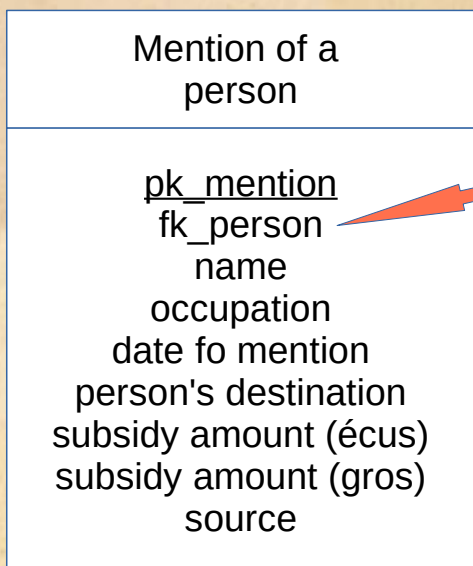 Mention of a
person
pk_mention
fk_person
name
occupation
date fo mention
person's destination
subsidy amount (écus)
subsidy amount (gros)
source